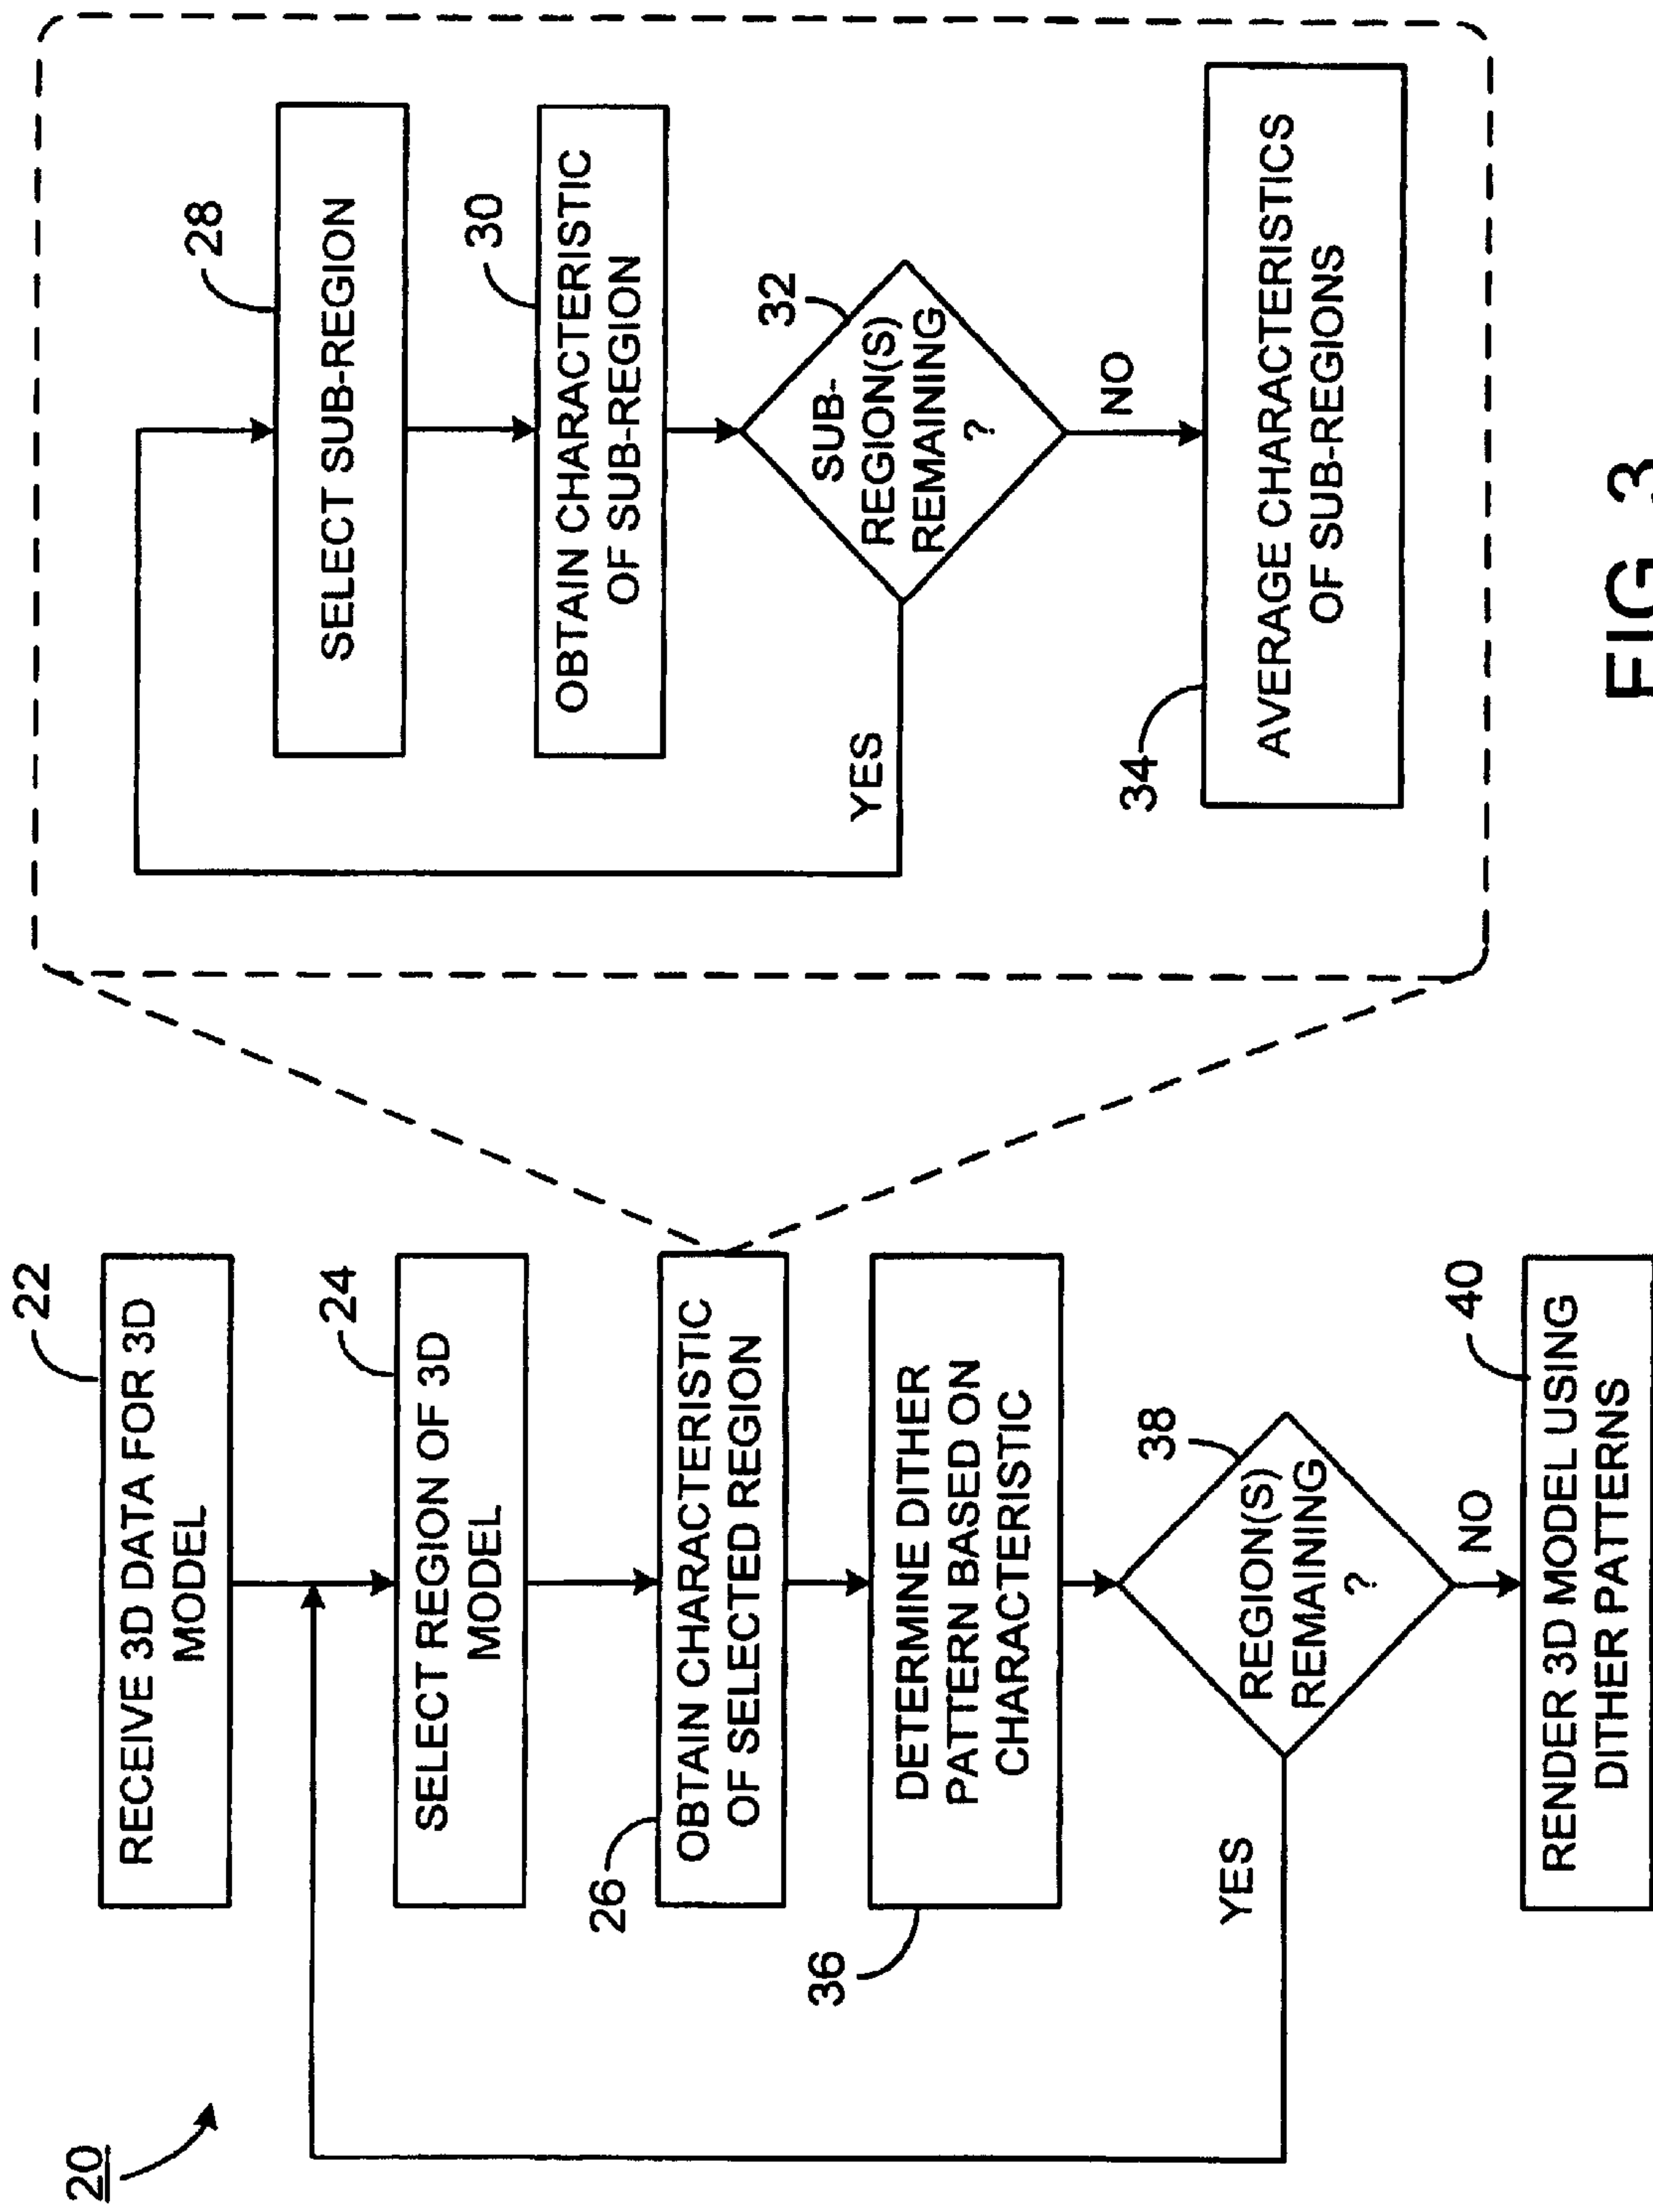 20
22
RECEIVE 3D DATA FOR 3D
MODEL
24
SELECT REGION OF 3D
MODEL
26
OBTAIN CHARACTERISTIC
OF SELECTED REGION
36
DETERMINE DITHER
PATTERN BASED ON
CHARACTERISTIC
38
REGION(S)
REMAINING
?
YES
NO
40
RENDER 3D MODEL USING
DITHER PATTERNS
28
SELECT SUB-REGION
30
OBTAIN CHARACTERISTIC
OF SUB-REGION
32
SUB-
REGION(S)
REMAINING
?
YES
NO
34
AVERAGE CHARACTERISTICS
OF SUB-REGIONS
FIG 3